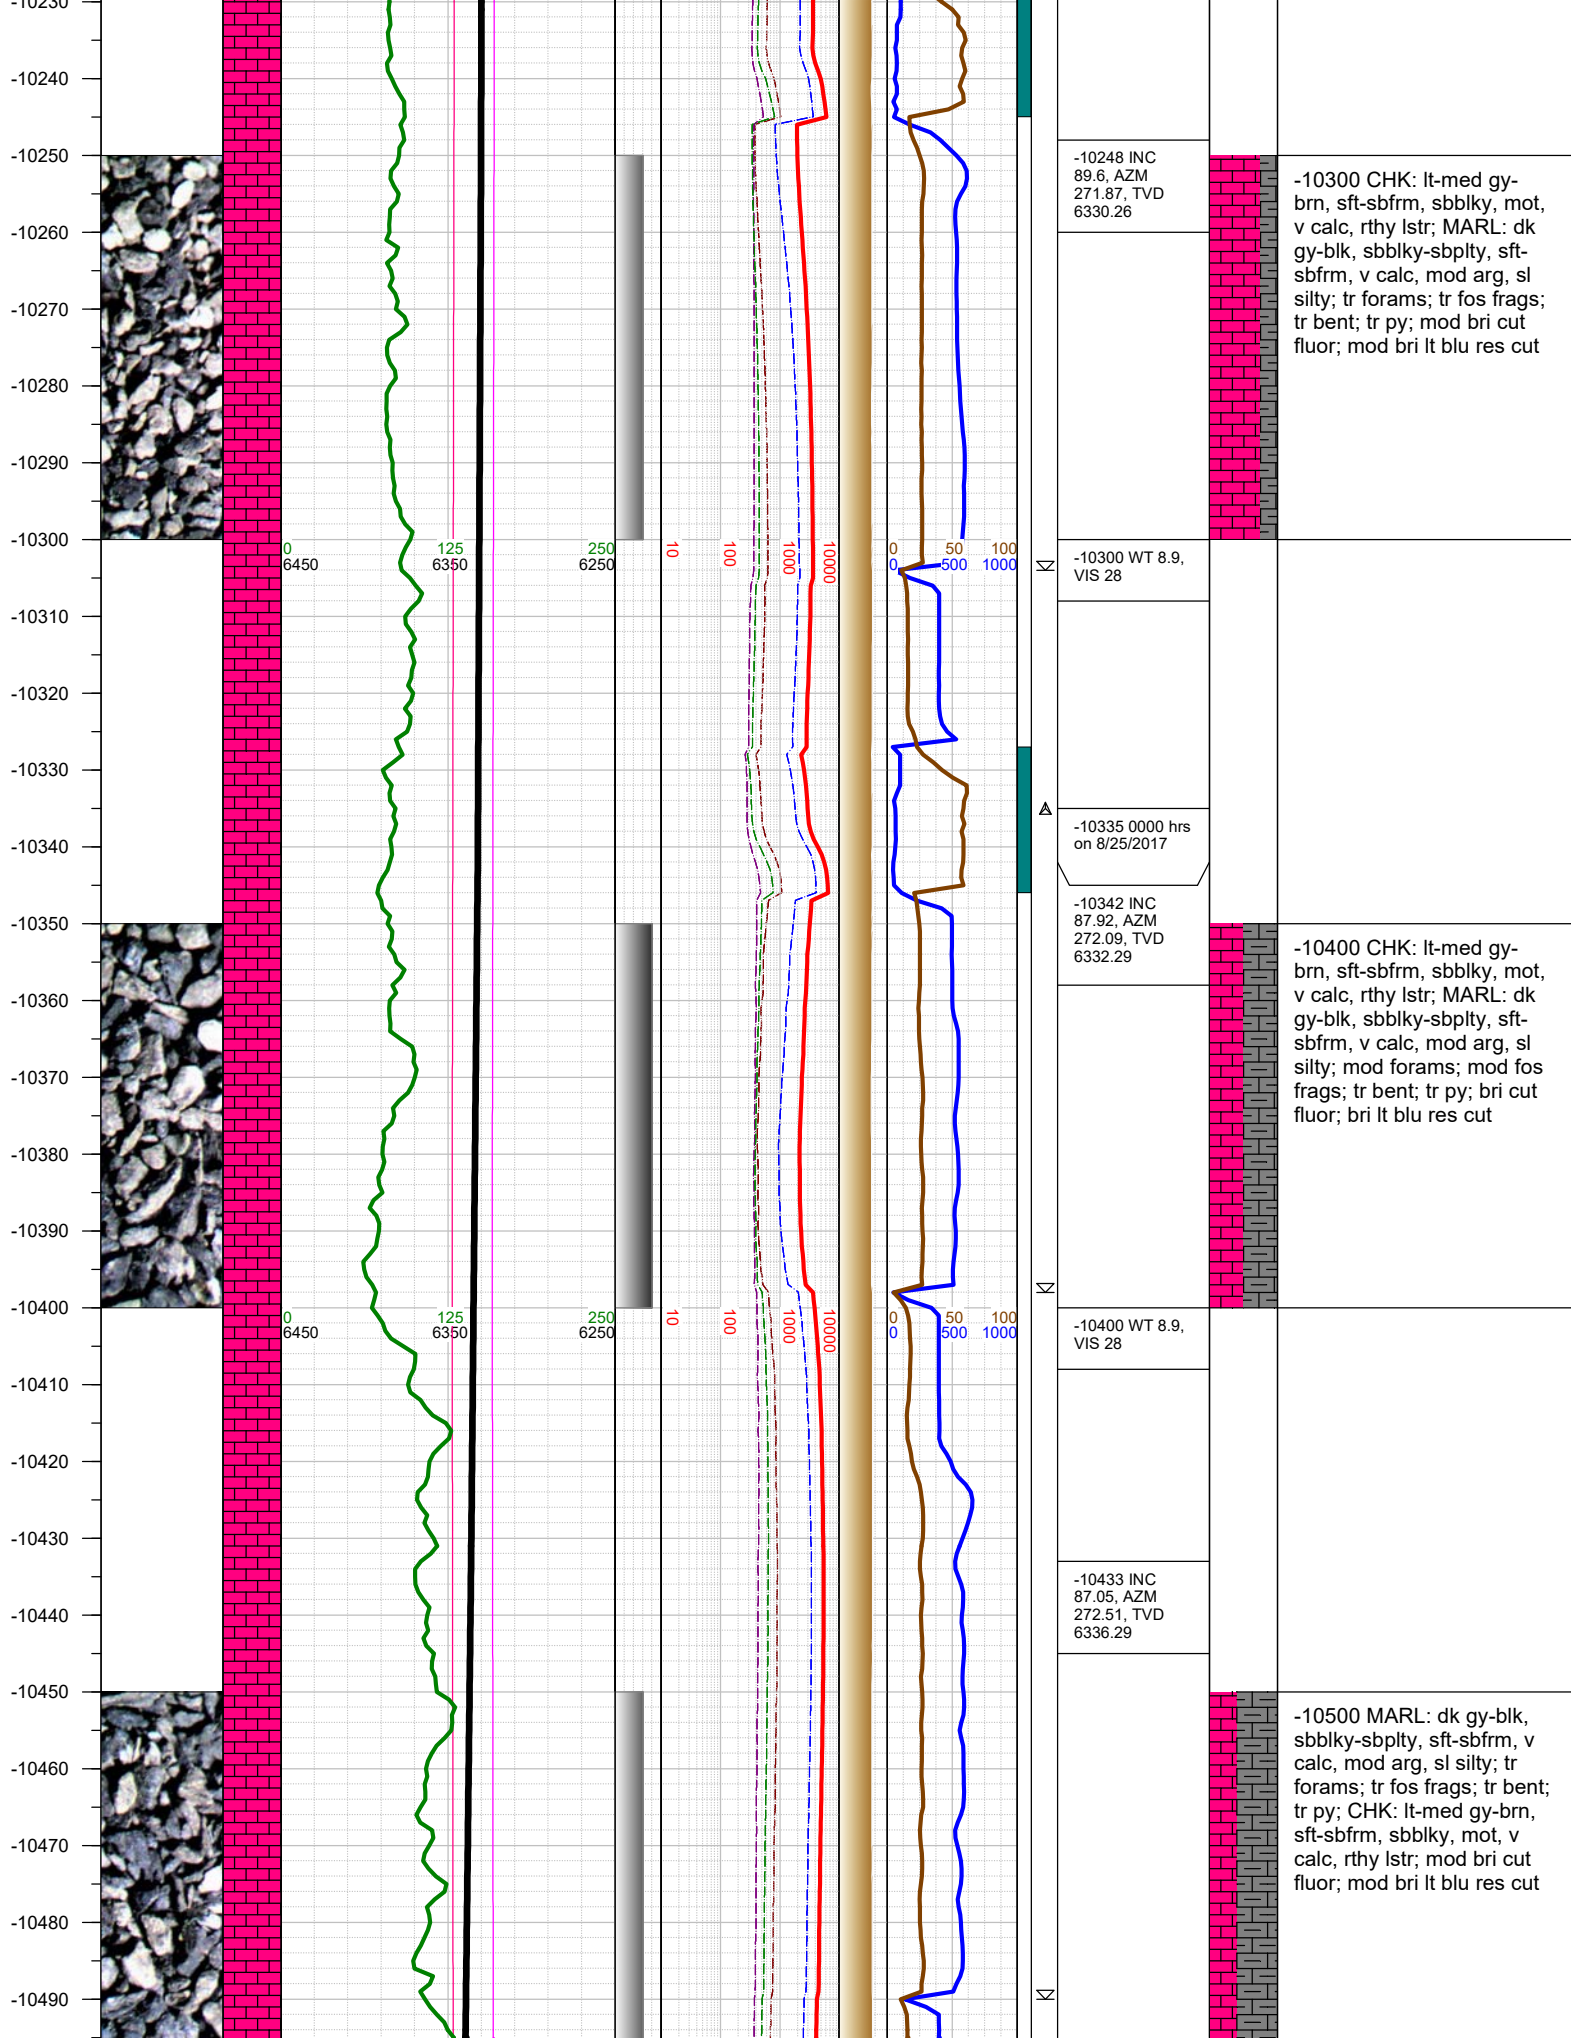 -10230
-10240
-10250
-10260
-10270
-10280
-10290
-10300
-10310
-10320
-10330
-10340
-10350
-10360
-10370
-10380
-10390
-10400
-10410
-10420
-10430
-10440
-10450
-10460
-10470
-10480
-10490
0 125 250
6450 6350 6250
10 100 1000 10000
0 50 100
0 500 1000
0 125 250
6450 6350 6250
10 100 1000 10000
0 50 100
0 500 1000
-10248 INC
89.6, AZM
271.87, TVD
6330.26
-10300 WT 8.9,
VIS 28
-10335 0000 hrs
on 8/25/2017
-10342 INC
87.92, AZM
272.09, TVD
6332.29
-10400 WT 8.9,
VIS 28
-10433 INC
87.05, AZM
272.51, TVD
6336.29
-10300 CHK: lt-med gy-
brn, sft-sbfrm, sbblky, mot,
v calc, rthy lstr; MARL: dk
gy-blk, sbblky-sbplty, sft-
sbfrm, v calc, mod arg, sl
silty; tr forams; tr fos frags;
tr bent; tr py; mod bri cut
fluor; mod bri lt blu res cut
-10400 CHK: lt-med gy-
brn, sft-sbfrm, sbblky, mot,
v calc, rthy lstr; MARL: dk
gy-blk, sbblky-sbplty, sft-
sbfrm, v calc, mod arg, sl
silty; mod forams; mod fos
frags; tr bent; tr py; bri cut
fluor; bri lt blu res cut
-10500 MARL: dk gy-blk,
sbblky-sbplty, sft-sbfrm, v
calc, mod arg, sl silty; tr
forams; tr fos frags; tr bent;
tr py; CHK: lt-med gy-brn,
sft-sbfrm, sbblky, mot, v
calc, rthy lstr; mod bri cut
fluor; mod bri lt blu res cut